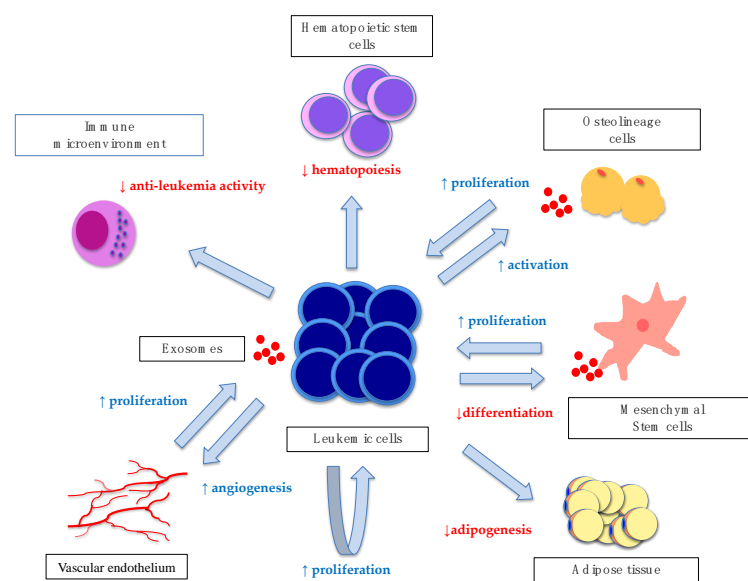 Hematopoietic stem
cells
Immune
microenvironment
Osteolineage
cells
↓ anti-leukemia activity
↓ hematopoiesis
↑ proliferation
↑ activation
↑ proliferation
Exosomes
↑ proliferation
↓differentiation
Mesenchymal
Stem cells
Leukemic cells
↑ angiogenesis
↓adipogenesis
Vascular endothelium
↑ proliferation
Adipose tissue